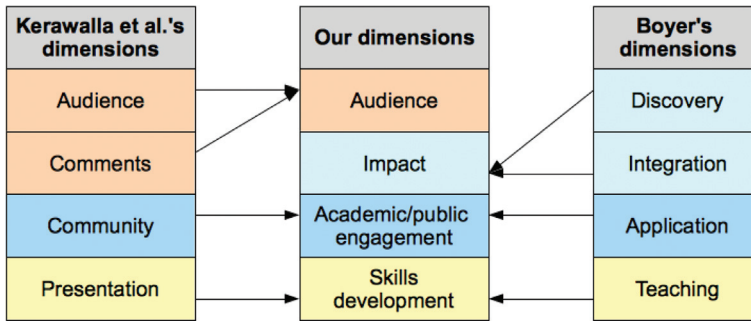 Kerawalla et al.'s
dimensions
Audience
Comments
Community
Presentation
Our dimensions
Audience
Impact
Academic/public
engagement
Skills
development
Boyer's
dimensions
Discovery
Integration
Application
Teaching